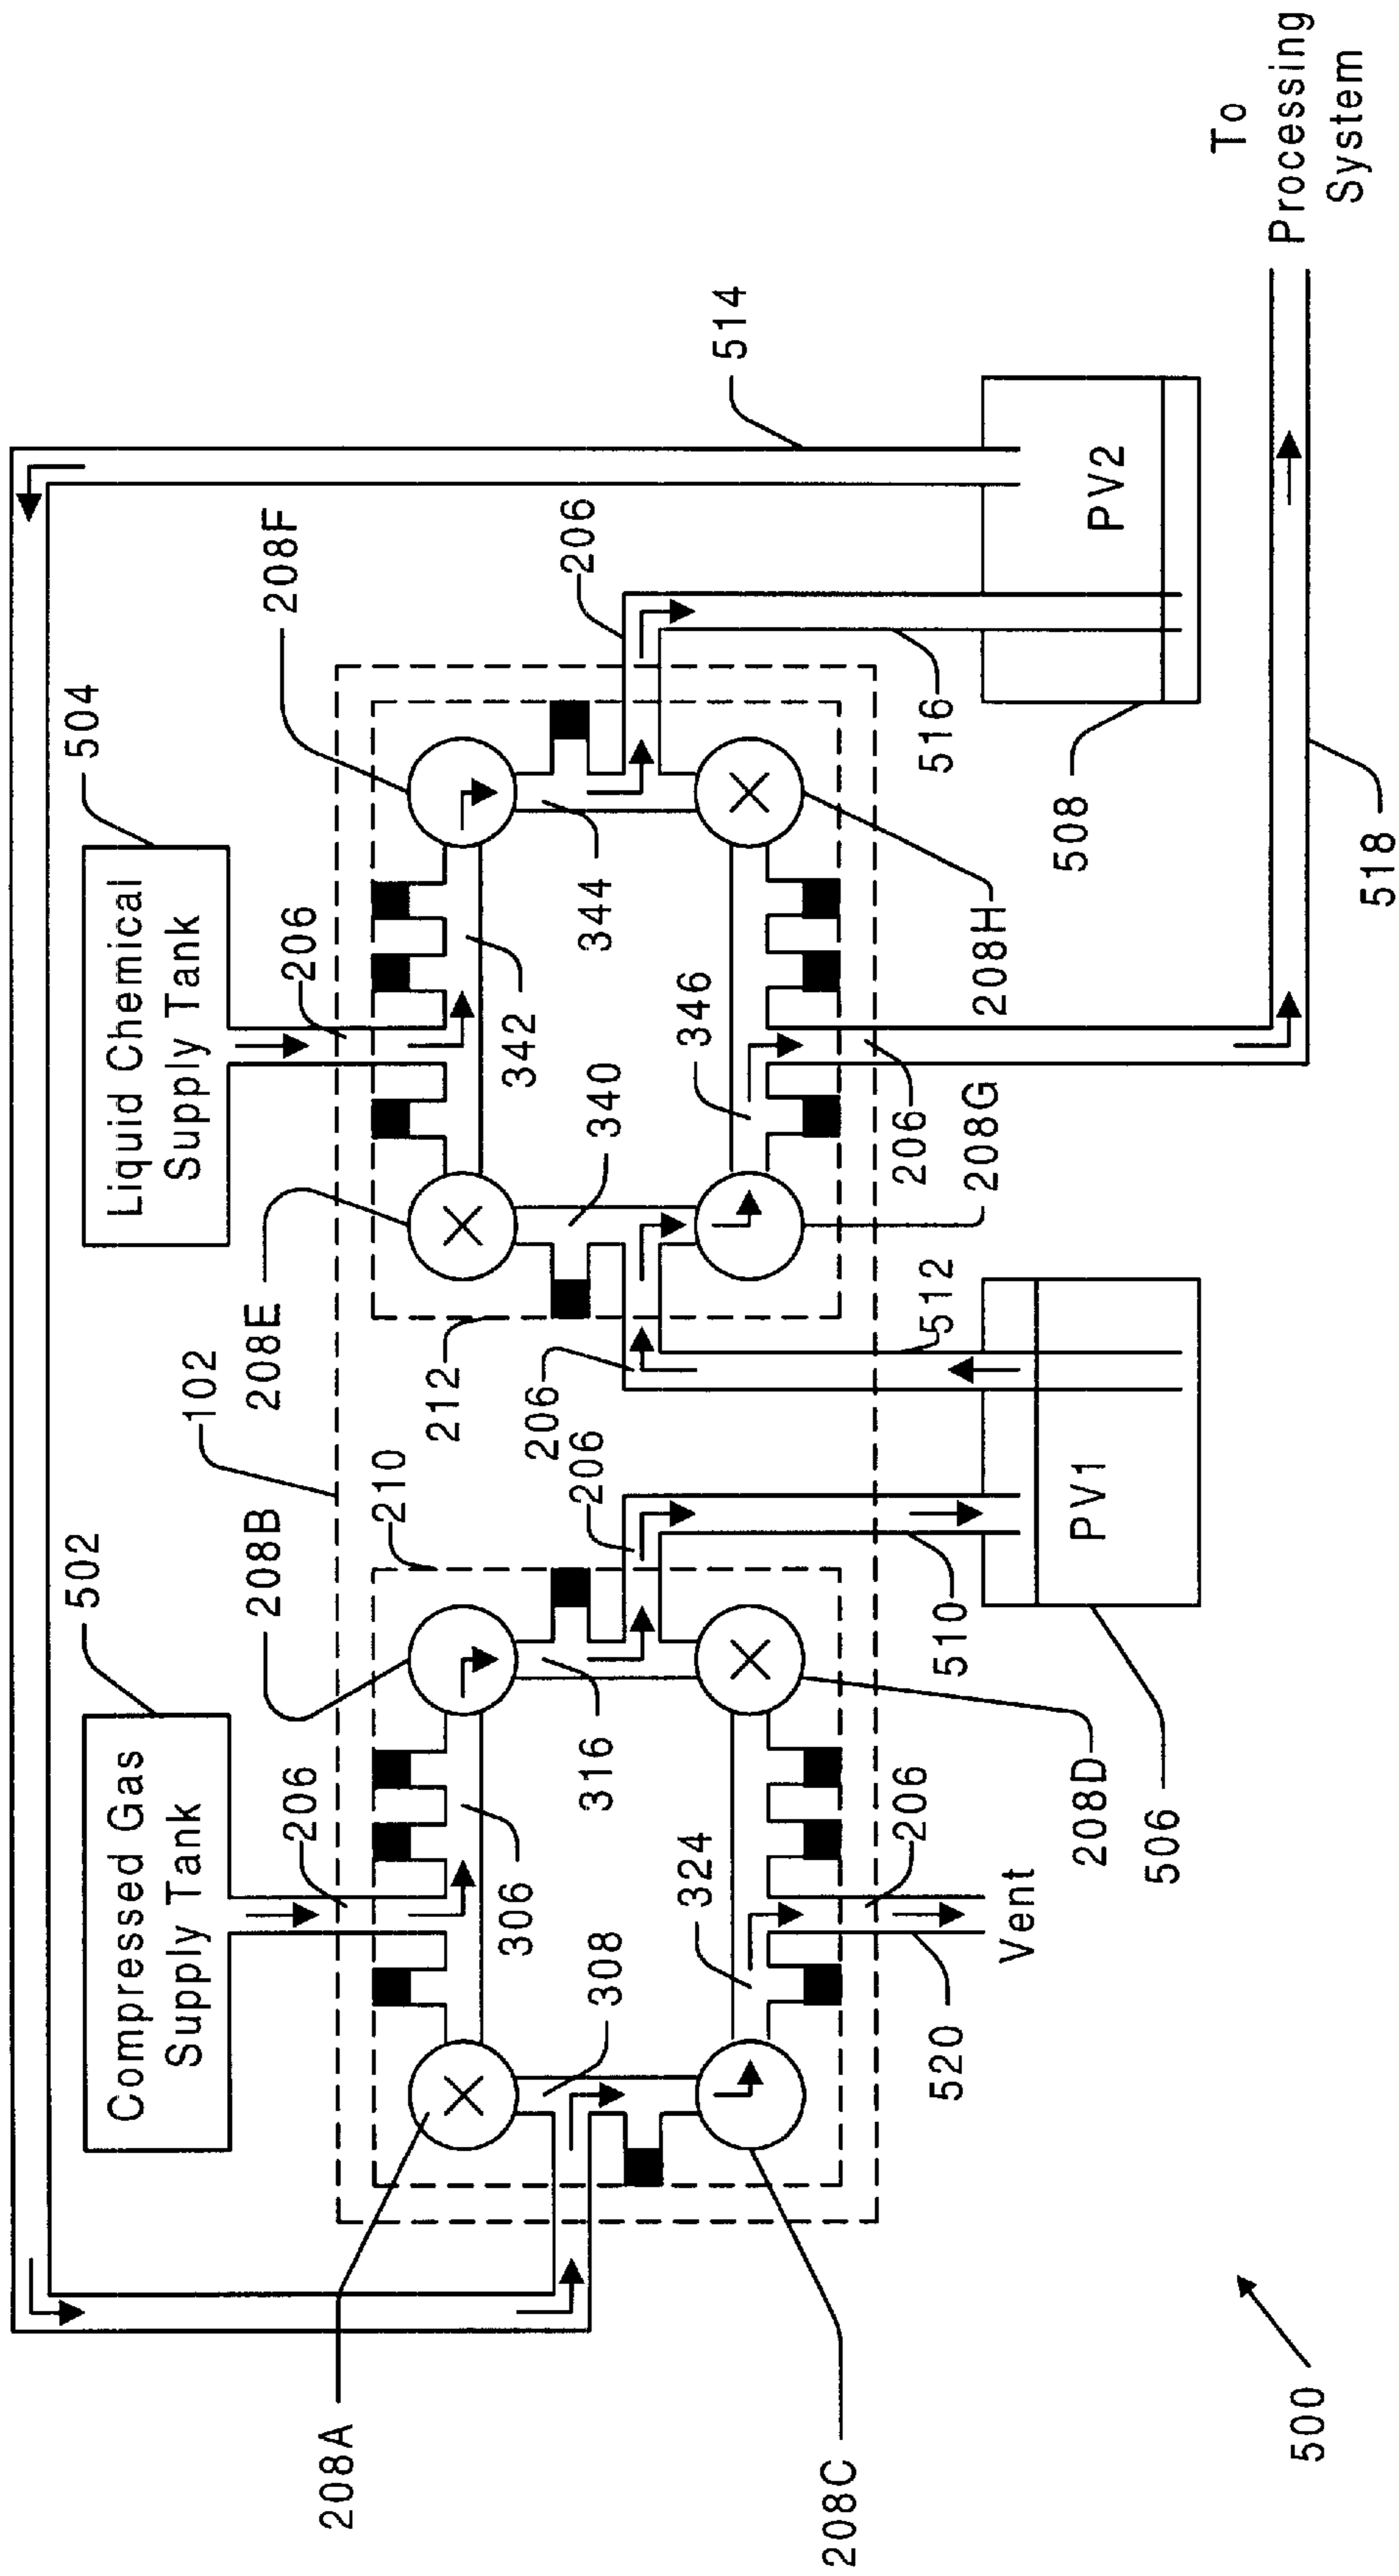 502
504
Compressed Gas
Supply Tank
Liquid Chemical
Supply Tank
514
208B
102
208E
208F
206
210
206
208A
306
342
212
206
308
316
206
340
344
206
324
346
516
208C
520
Vent
206
208D
510
512
206
208G
208H
PV1
PV2
506
508
To
Processing
System
518
500